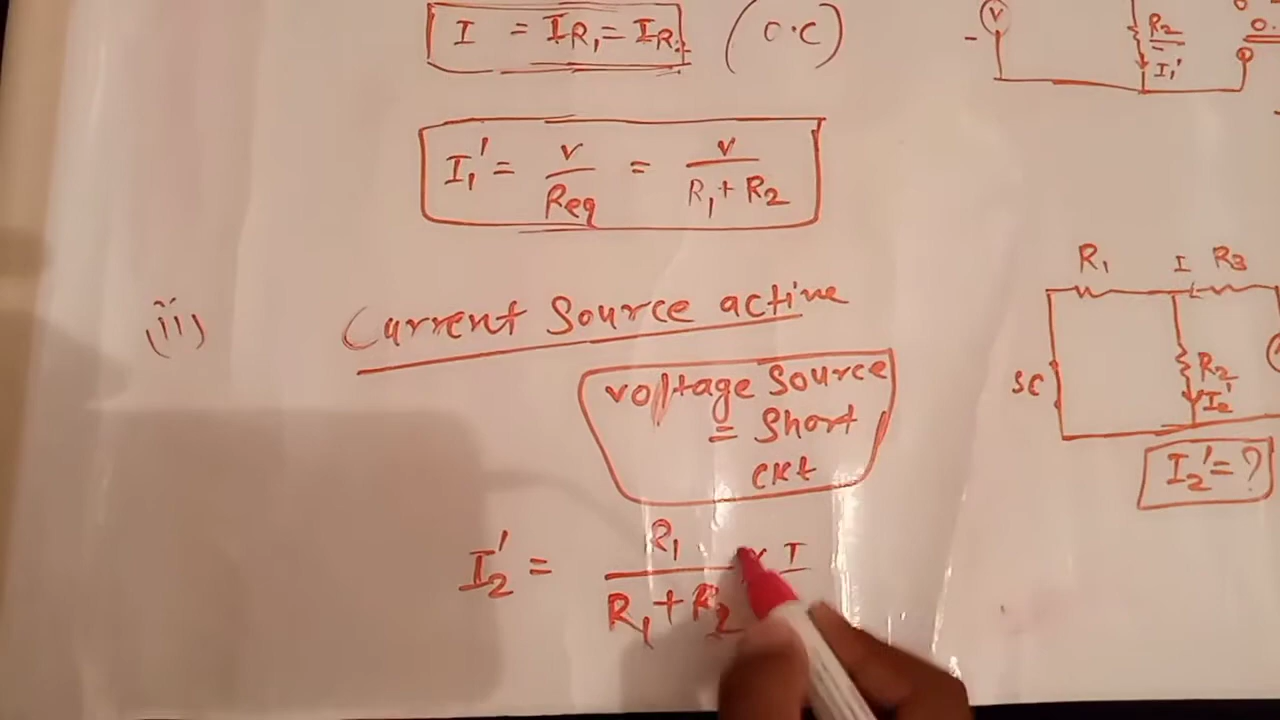 I = IR₁ = IR₂ (O.C)
I₁' = V/Req = V/R₁+R₂
(ii) Current Source active
Voltage Source
= Short
ckt
I₂' = R₁/R₁+R₂ × I
V
-
R₂
I₁'
R₁ I R₃
SC
R₂
I₂'
I₂' = ?